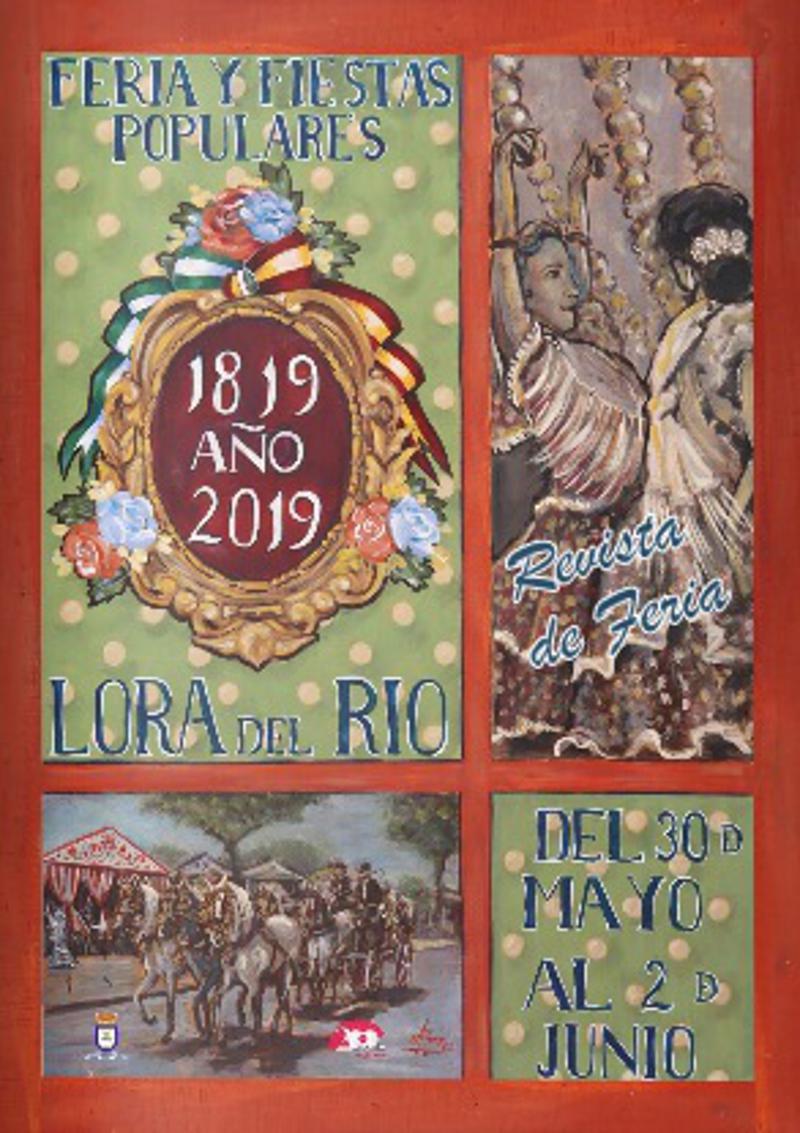 FERIA Y FIESTAS
POPULARES
1819
AÑO
2019
LORA DEL RIO
Revista
de Feria
DEL 30 D
MAYO
AL 2 D
JUNIO